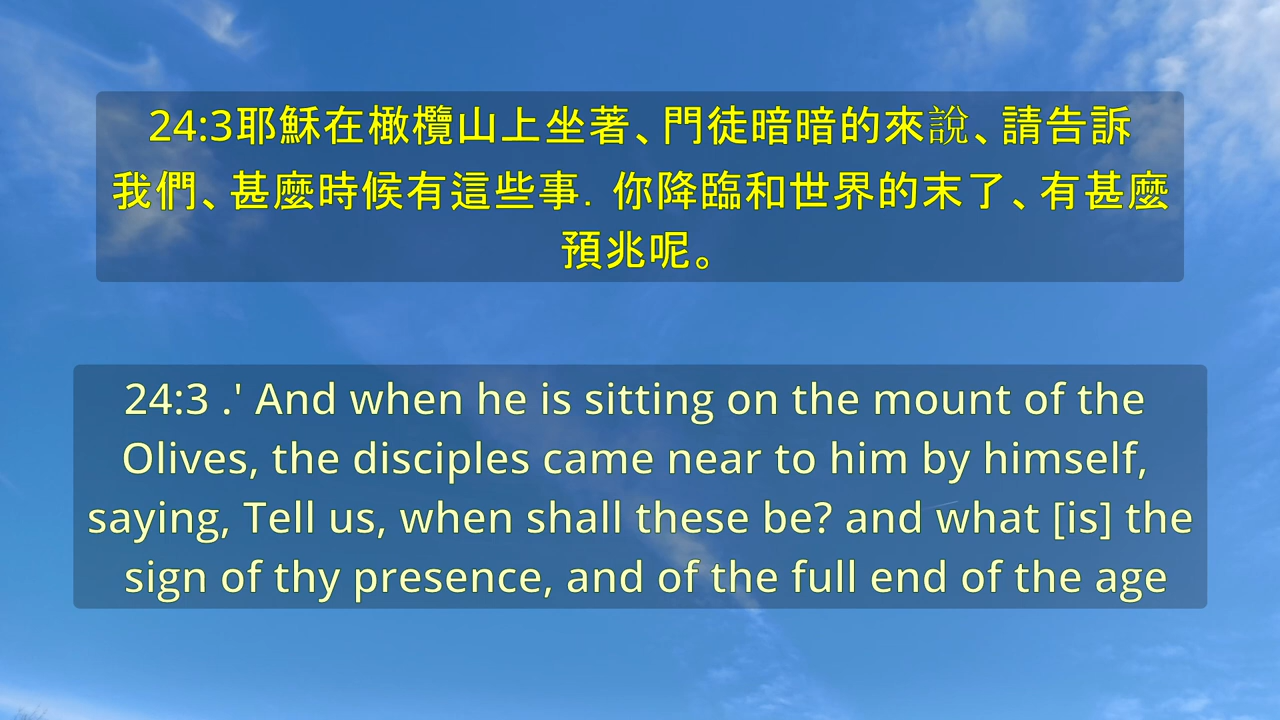 24:3耶穌在橄欖山上坐著、門徒暗暗的來說、請告訴
我們、甚麼時候有這些事．你降臨和世界的末了、有甚麼
預兆呢。
24:3 .' And when he is sitting on the mount of the
Olives, the disciples came near to him by himself,
saying, Tell us, when shall these be? and what [is] the
sign of thy presence, and of the full end of the age